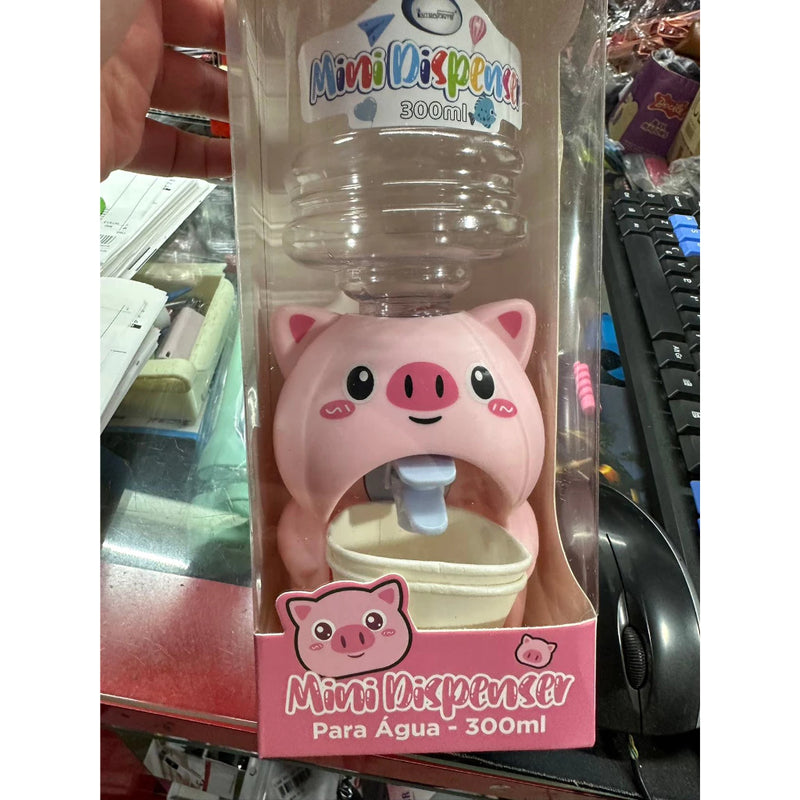 Mini Dispenser
300ml
Mini Dispenser
Para Água - 300ml